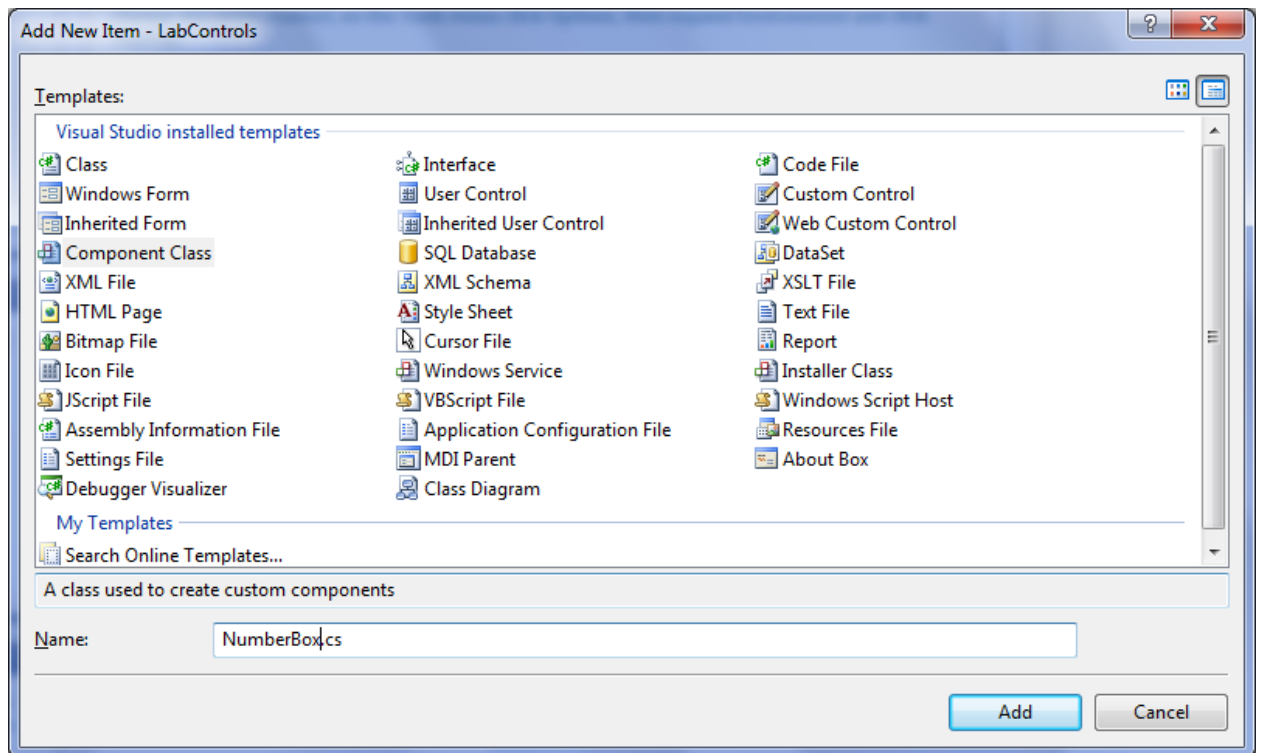 Add New Item - LabControls
Templates:
Visual Studio installed templates
Class Interface Code File
Windows Form User Control Custom Control
Inherited Form Inherited User Control Web Custom Control
Component Class SQL Database DataSet
XML File XML Schema XSLT File
HTML Page Style Sheet Text File
Bitmap File Cursor File Report
Icon File Windows Service Installer Class
JScript File VBScript File Windows Script Host
Assembly Information File Application Configuration File Resources File
Settings File MDI Parent About Box
Debugger Visualizer Class Diagram
My Templates
Search Online Templates...
A class used to create custom components
Name: NumberBox.cs
Add Cancel